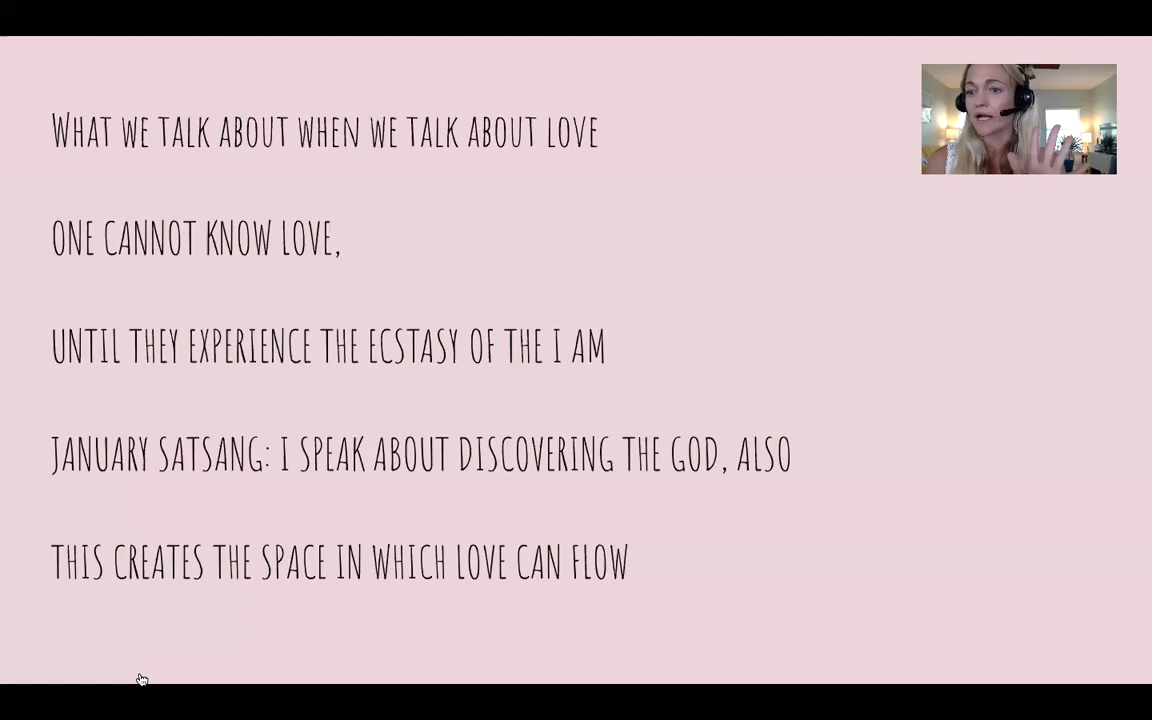 What we talk about when we talk about love
ONE CANNOT KNOW LOVE,
UNTIL THEY EXPERIENCE THE ECSTASY OF THE I AM
JANUARY SATSANG: I SPEAK ABOUT DISCOVERING THE GOD, ALSO
THIS CREATES THE SPACE IN WHICH LOVE CAN FLOW